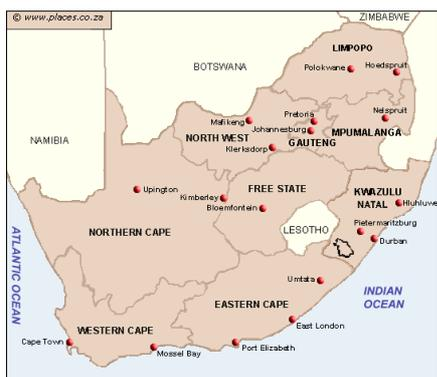 © www.places.co.za
ZIMBABWE
LIMPOPO
Polokwane
Hoedspruit
BOTSWANA
Nelspruit
Pretoria
Mafikeng
Johannesburg
MPUMALANGA
NORTH WEST
GAUTENG
NAMIBIA
Klerksdorp
Upington
FREE STATE
KWAZULU
NATAL
Kimberley
Hluhluwe
Bloemfontein
Pietermaritzburg
LESOTHO
NORTHERN CAPE
Durban
ATLANTIC OCEAN
Umtata
INDIAN
OCEAN
EASTERN CAPE
East London
WESTERN CAPE
Cape Town
Mossel Bay
Port Elizabeth